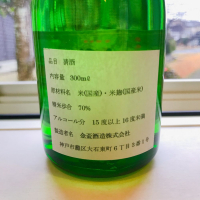 品目 清酒
内容量 300ml
原材料名 米(国産)・米麹(国産米)
精米歩合 70%
アルコール分 15度以上16度未満
製造者名 金盃酒造株式会社
神戸市灘区大石東町6丁目3番1号